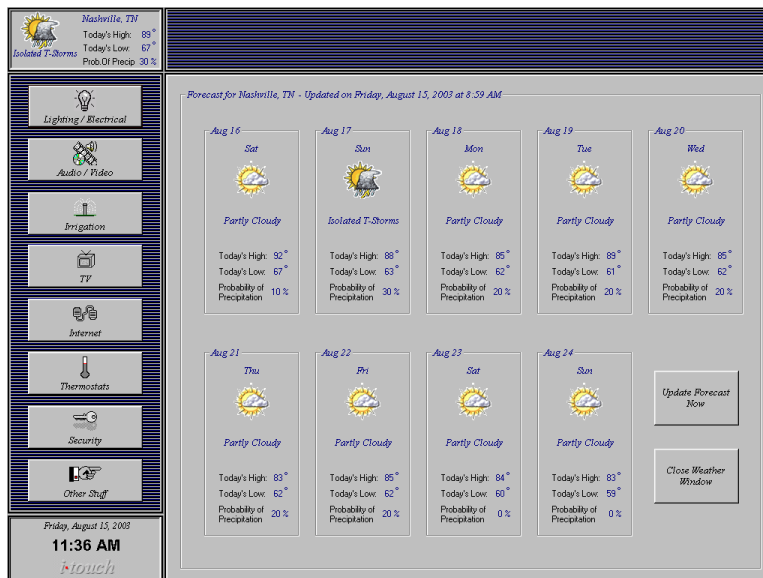 Nashville, TN
Today's High: 89°
Today's Low: 67°
Isolated T-Storms
Prob.Of Precip 30 %
Lighting / Electrical
Audio / Video
Irrigation
TV
Internet
Thermostats
Security
Other Stuff
Friday, August 15, 2003
11:36 AM
i·touch
Forecast for Nashville, TN - Updated on Friday, August 15, 2003 at 8:59 AM
Aug 16
Sat
Partly Cloudy
Today's High: 92°
Today's Low: 67°
Probability of
Precipitation 10 %
Aug 17
Sun
Isolated T-Storms
Today's High: 88°
Today's Low: 63°
Probability of
Precipitation 30 %
Aug 18
Mon
Partly Cloudy
Today's High: 85°
Today's Low: 62°
Probability of
Precipitation 20 %
Aug 19
Tue
Partly Cloudy
Today's High: 89°
Today's Low: 61°
Probability of
Precipitation 20 %
Aug 20
Wed
Partly Cloudy
Today's High: 85°
Today's Low: 62°
Probability of
Precipitation 20 %
Aug 21
Thu
Partly Cloudy
Today's High: 83°
Today's Low: 62°
Probability of
Precipitation 20 %
Aug 22
Fri
Partly Cloudy
Today's High: 85°
Today's Low: 62°
Probability of
Precipitation 20 %
Aug 23
Sat
Partly Cloudy
Today's High: 84°
Today's Low: 60°
Probability of
Precipitation 0 %
Aug 24
Sun
Partly Cloudy
Today's High: 83°
Today's Low: 59°
Probability of
Precipitation 0 %
Update Forecast
Now
Close Weather
Window